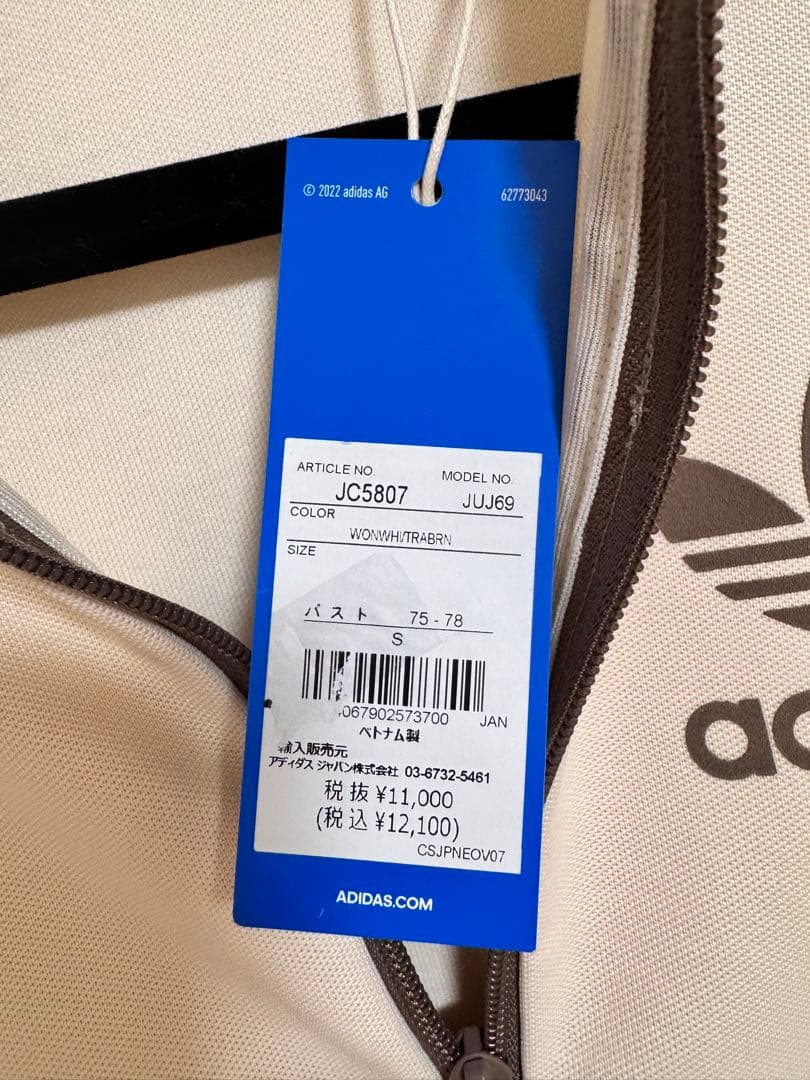 © 2022 adidas AG 62773043
ARTICLE NO. MODEL NO.
JC5807 JUJ69
COLOR
WONWHI/TRABRN
SIZE
バスト 75 - 78
S
067902573700 JAN
ベトナム製
輸入販売元
アディダス ジャパン株式会社 03-6732-5461
税抜 ¥11,000
(税込 ¥12,100)
CSJPNEOV07
ADIDAS.COM